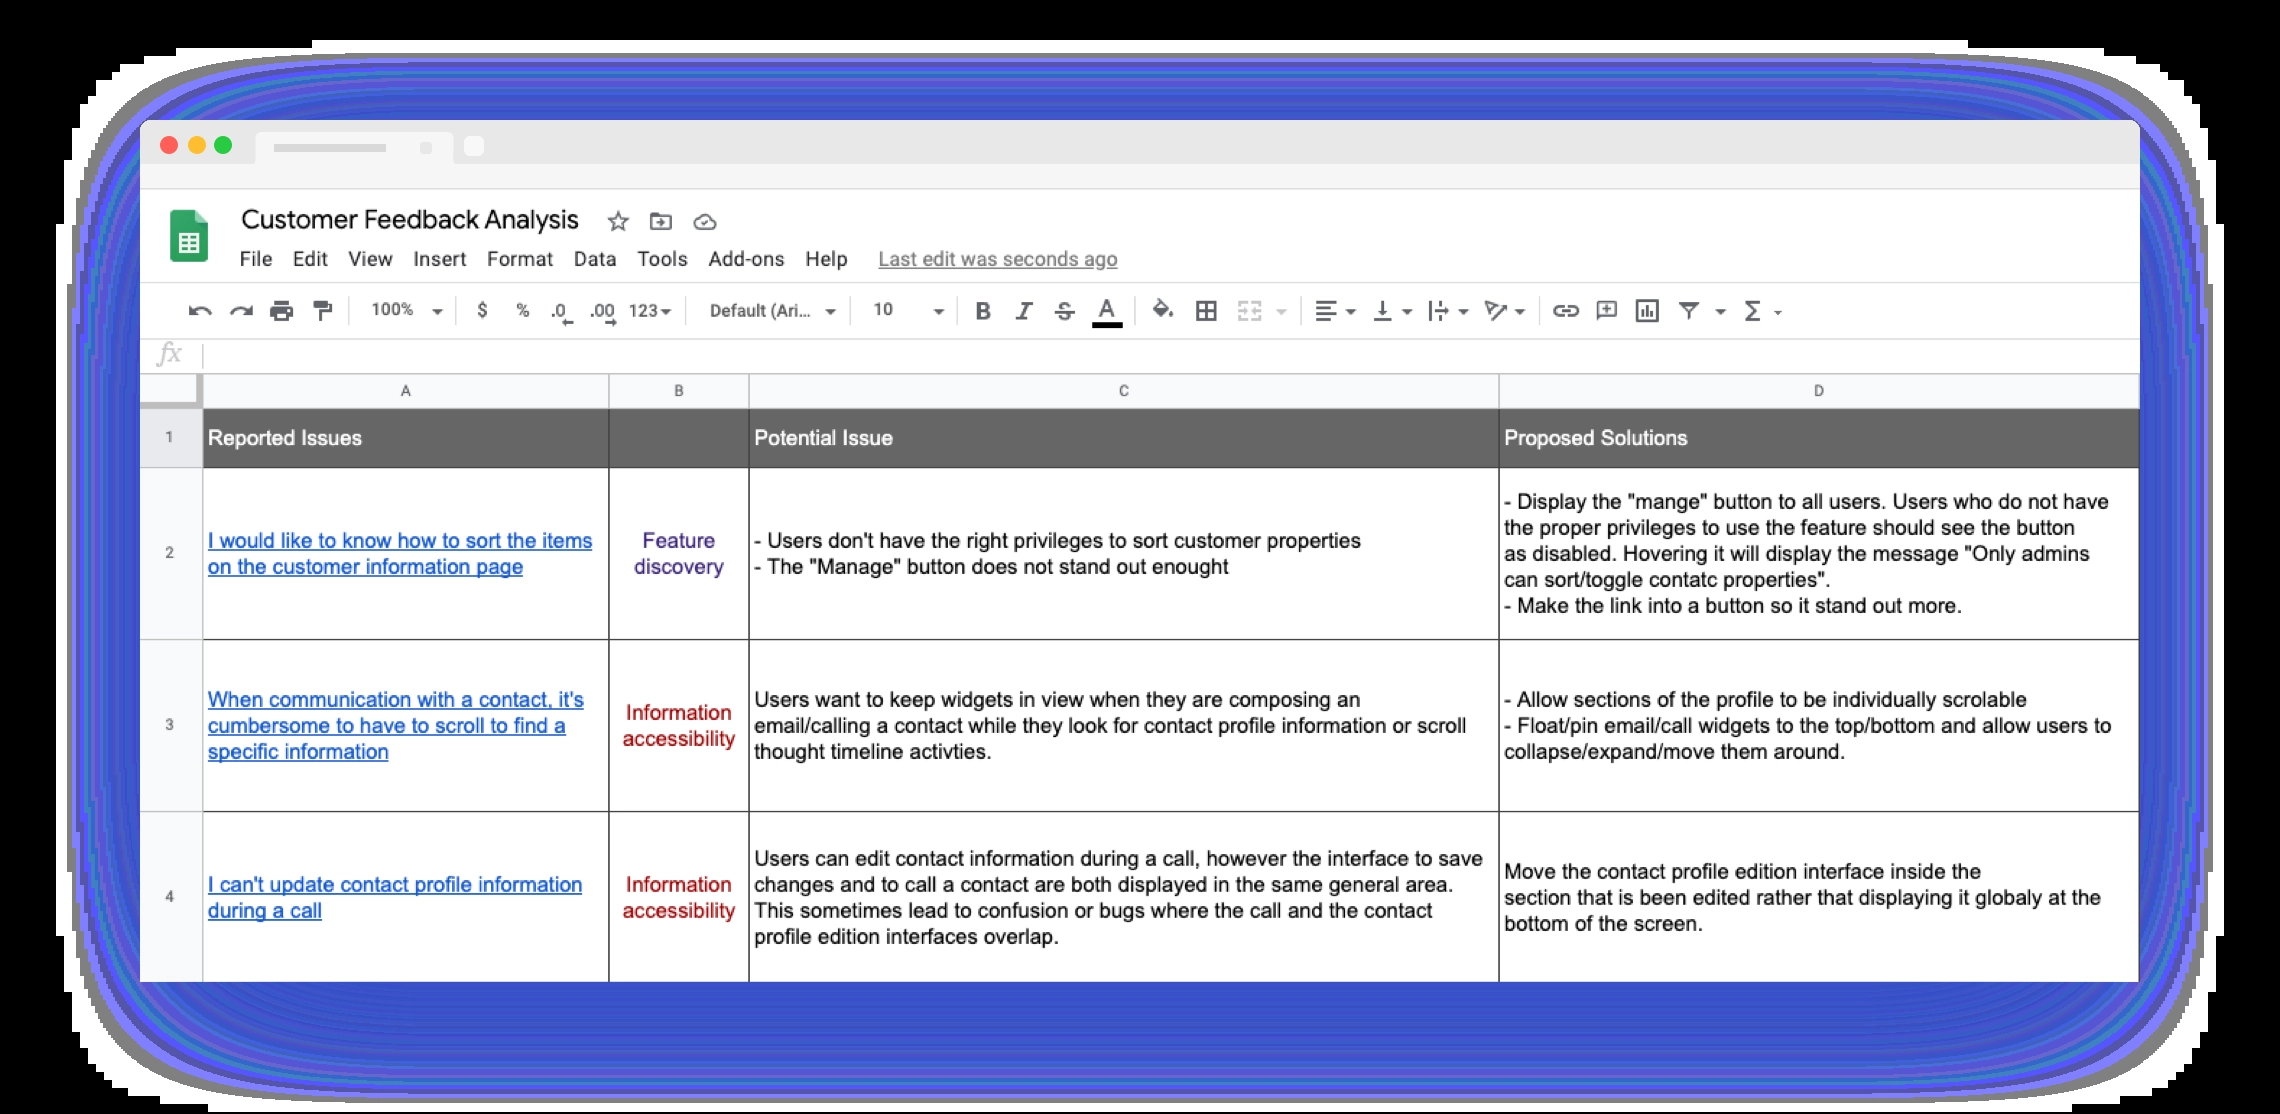 Customer Feedback Analysis
File Edit View Insert Format Data Tools Add-ons Help Last edit was seconds ago
100% $ % .0 .00 123 Default (Ari... 10 B I S A Σ
fx
A B C D
1 Reported Issues Potential Issue Proposed Solutions
2
I would like to know how to sort the items
on the customer information page
Feature
discovery
- Users don't have the right privileges to sort customer properties
- The "Manage" button does not stand out enought
- Display the "mange" button to all users. Users who do not have
the proper privileges to use the feature should see the button
as disabled. Hovering it will display the message "Only admins
can sort/toggle contatc properties".
- Make the link into a button so it stand out more.
3
When communication with a contact, it's
cumbersome to have to scroll to find a
specific information
Information
accessibility
Users want to keep widgets in view when they are composing an
email/calling a contact while they look for contact profile information or scroll
thought timeline activties.
- Allow sections of the profile to be individually scrolable
- Float/pin email/call widgets to the top/bottom and allow users to
collapse/expand/move them around.
4
I can't update contact profile information
during a call
Information
accessibility
Users can edit contact information during a call, however the interface to save
changes and to call a contact are both displayed in the same general area.
This sometimes lead to confusion or bugs where the call and the contact
profile edition interfaces overlap.
Move the contact profile edition interface inside the
section that is been edited rather that displaying it globaly at the
bottom of the screen.